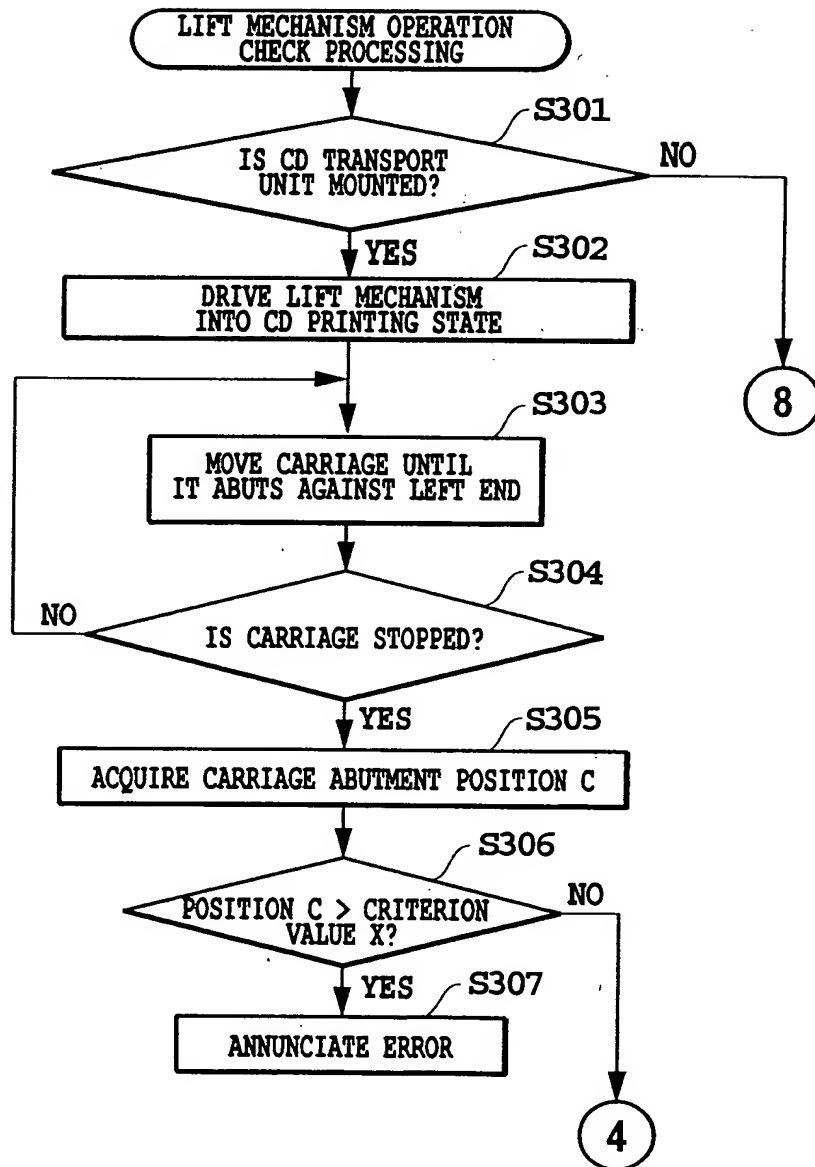 LIFT MECHANISM OPERATION
CHECK PROCESSING
S301
IS CD TRANSPORT
UNIT MOUNTED?
NO
YES
S302
DRIVE LIFT MECHANISM
INTO CD PRINTING STATE
8
S303
MOVE CARRIAGE UNTIL
IT ABUTS AGAINST LEFT END
S304
NO
IS CARRIAGE STOPPED?
YES
S305
ACQUIRE CARRIAGE ABUTMENT POSITION C
S306
NO
POSITION C > CRITERION
VALUE X?
YES
S307
ANNUNCIATE ERROR
4